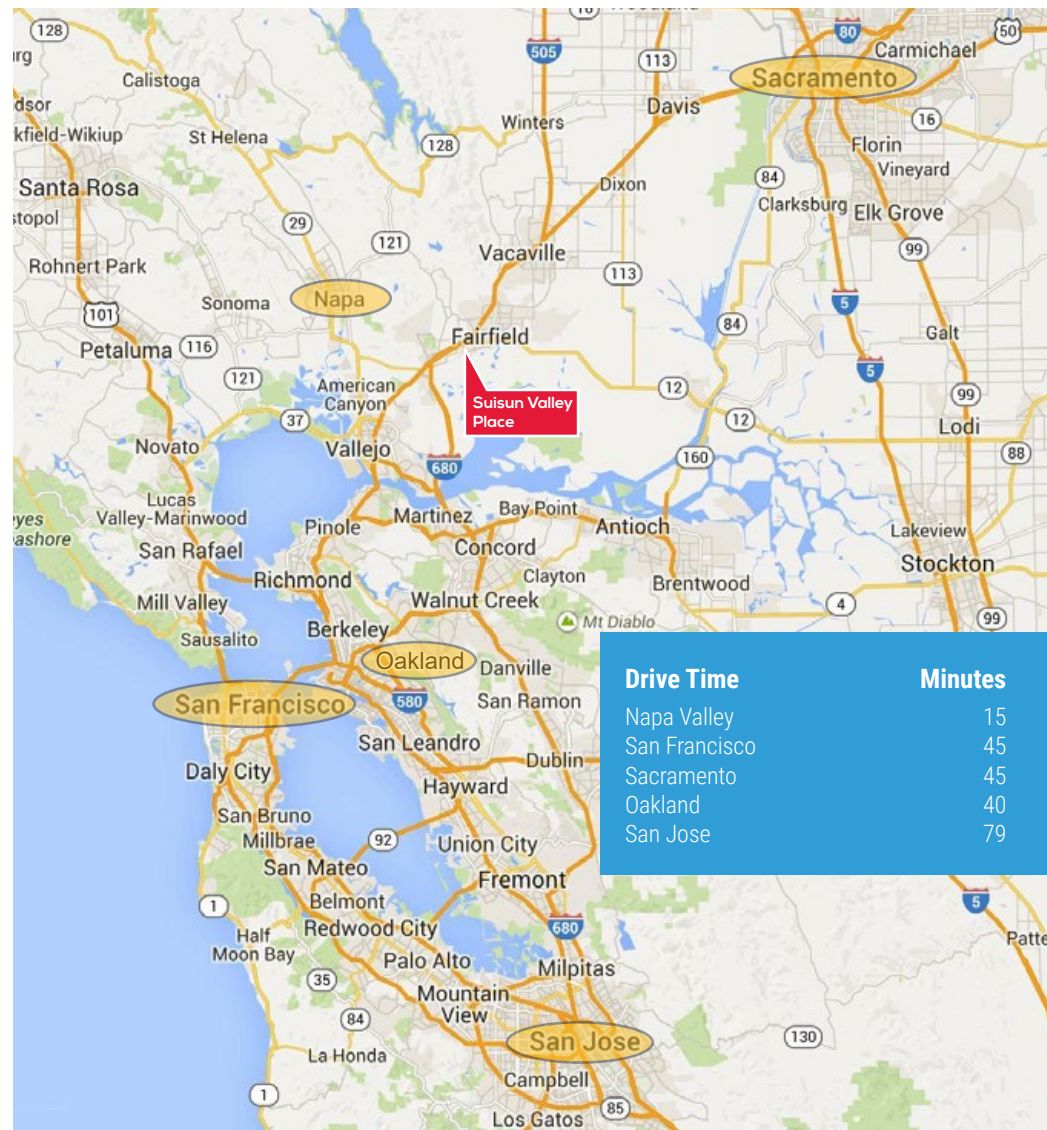 128
505
16
80
50
113
Carmichael
Calistoga
Sacramento
Davis
Winters
16
kfield-Wikiup
St Helena
128
Florin
Vineyard
Santa Rosa
Dixon
84
Clarksburg
Elk Grove
29
121
99
Vacaville
Rohnert Park
113
Sonoma
Napa
5
101
84
Petaluma
116
Fairfield
Galt
121
American
Canyon
12
5
99
Suisun Valley
Place
37
12
Lodi
Novato
Vallejo
680
160
88
Lucas
Valley-Marinwood
Pinole
Martinez
Bay Point
Antioch
Lakeview
San Rafael
Concord
Stockton
Richmond
Clayton
Brentwood
Mill Valley
Walnut Creek
4
Mt Diablo
99
Sausalito
Berkeley
Oakland
Danville
San Francisco
580
San Ramon
San Leandro
Dublin
Daly City
Hayward
San Bruno
Millbrae
92
Union City
San Mateo
Fremont
Belmont
1
Redwood City
680
5
Half
Moon Bay
Palo Alto
Milpitas
35
Mountain
View
84
San Jose
130
La Honda
Campbell
1
85
Los Gatos
Drive Time Minutes
Napa Valley 15
San Francisco 45
Sacramento 45
Oakland 40
San Jose 79